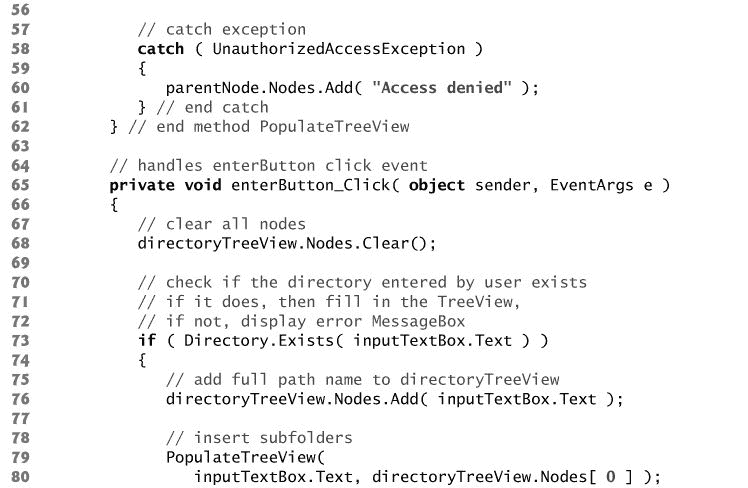 56
57 // catch exception
58 catch ( UnauthorizedAccessException )
59 {
60 parentNode.Nodes.Add( "Access denied" );
61 } // end catch
62 } // end method PopulateTreeView
63
64 // handles enterButton click event
65 private void enterButton_Click( object sender, EventArgs e )
66 {
67 // clear all nodes
68 directoryTreeView.Nodes.Clear();
69
70 // check if the directory entered by user exists
71 // if it does, then fill in the TreeView,
72 // if not, display error MessageBox
73 if ( Directory.Exists( inputTextBox.Text ) )
74 {
75 // add full path name to directoryTreeView
76 directoryTreeView.Nodes.Add( inputTextBox.Text );
77
78 // insert subfolders
79 PopulateTreeView(
80 inputTextBox.Text, directoryTreeView.Nodes[ 0 ] );